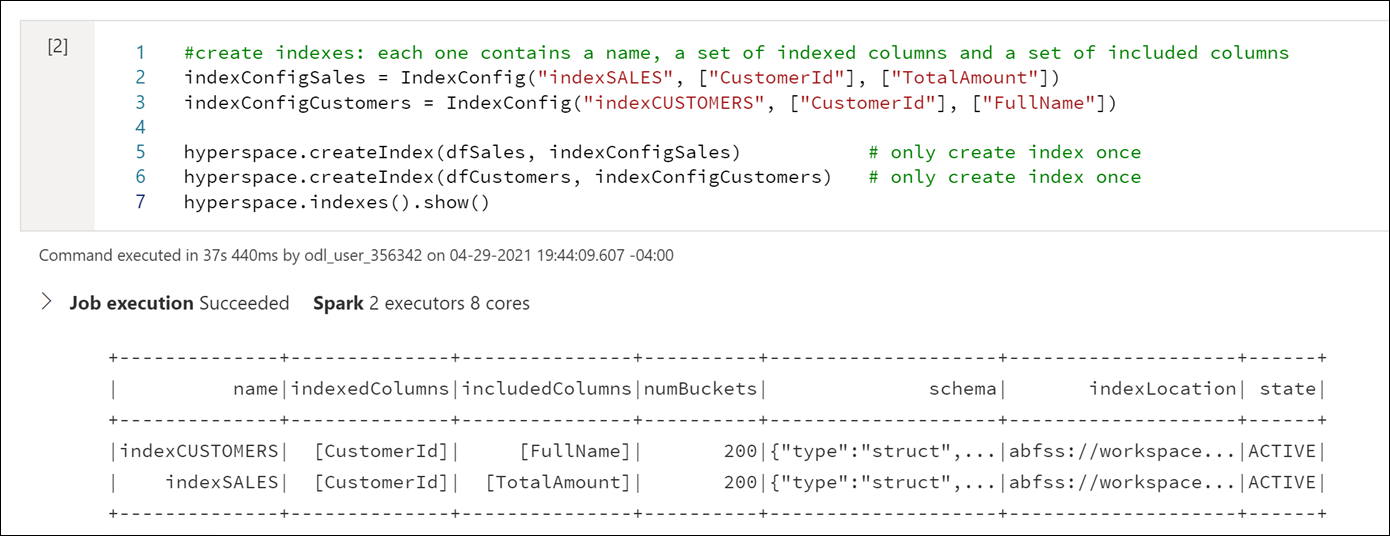 [2]
1 #create indexes: each one contains a name, a set of indexed columns and a set of included columns
2 indexConfigSales = IndexConfig("indexSALES", ["CustomerId"], ["TotalAmount"])
3 indexConfigCustomers = IndexConfig("indexCUSTOMERS", ["CustomerId"], ["FullName"])
4
5 hyperspace.createIndex(dfSales, indexConfigSales)           # only create index once
6 hyperspace.createIndex(dfCustomers, indexConfigCustomers)   # only create index once
7 hyperspace.indexes().show()
Command executed in 37s 440ms by odl_user_356342 on 04-29-2021 19:44:09.607 -04:00
Job execution Succeeded Spark 2 executors 8 cores
+--------------+--------------+---------------+----------+--------------------+--------------------+------+
|          name|indexedColumns|includedColumns|numBuckets|              schema|       indexLocation| state|
+--------------+--------------+---------------+----------+--------------------+--------------------+------+
|indexCUSTOMERS|  [CustomerId]|     [FullName]|       200|{"type":"struct",...|abfss://workspace...|ACTIVE|
|    indexSALES|  [CustomerId]|  [TotalAmount]|       200|{"type":"struct",...|abfss://workspace...|ACTIVE|
+--------------+--------------+---------------+----------+--------------------+--------------------+------+